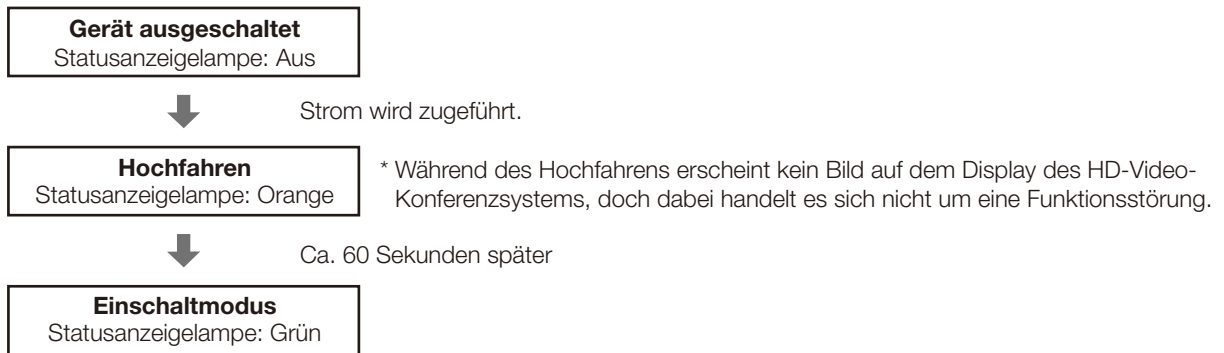 Gerät ausgeschaltet
Statusanzeigelampe: Aus
Strom wird zugeführt.
Hochfahren
Statusanzeigelampe: Orange
* Während des Hochfahrens erscheint kein Bild auf dem Display des HD-Video-
Konferenzsystems, doch dabei handelt es sich nicht um eine Funktionsstörung.
Ca. 60 Sekunden später
Einschaltmodus
Statusanzeigelampe: Grün